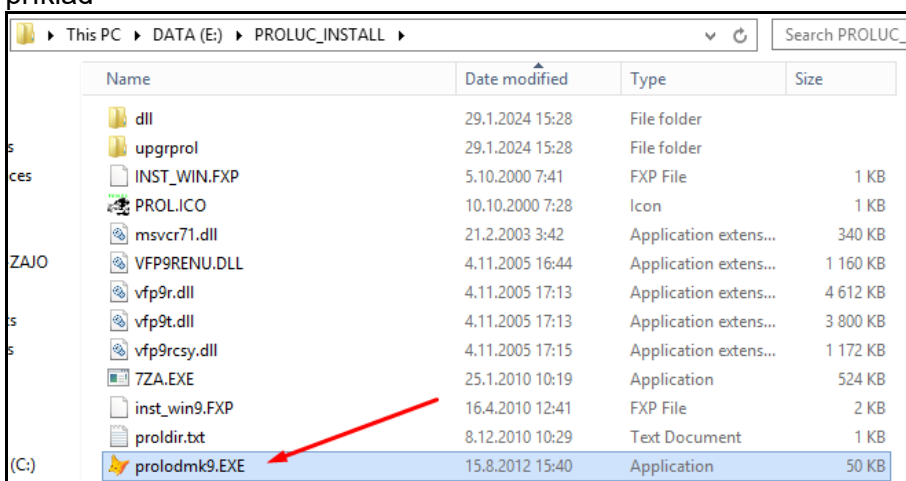 príklad
This PC ▸ DATA (E:) ▸ PROLUC_INSTALL ▸ Search PROLUC_
Name Date modified Type Size
dll 29.1.2024 15:28 File folder
s upgrprol 29.1.2024 15:28 File folder
ces INST_WIN.FXP 5.10.2000 7:41 FXP File 1 KB
PROL.ICO 10.10.2000 7:28 Icon 1 KB
msvcr71.dll 21.2.2003 3:42 Application extens... 340 KB
ZAJO VFP9RENU.DLL 4.11.2005 16:44 Application extens... 1 160 KB
vfp9r.dll 4.11.2005 17:13 Application extens... 4 612 KB
ts vfp9t.dll 4.11.2005 17:13 Application extens... 3 800 KB
s vfp9rcsy.dll 4.11.2005 17:15 Application extens... 1 172 KB
7ZA.EXE 25.1.2010 10:19 Application 524 KB
inst_win9.FXP 16.4.2010 12:41 FXP File 2 KB
proldir.txt 8.12.2010 10:29 Text Document 1 KB
(C:) prolodmk9.EXE 15.8.2012 15:40 Application 50 KB